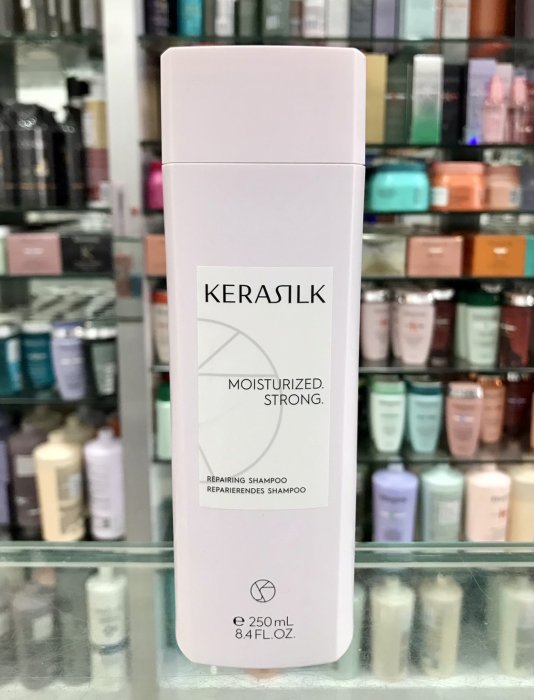 KERASILK
MOISTURIZED.
STRONG.
REPAIRING SHAMPOO
REPARIERENDES SHAMPOO
℮ 250 mL
8.4 FL.OZ.